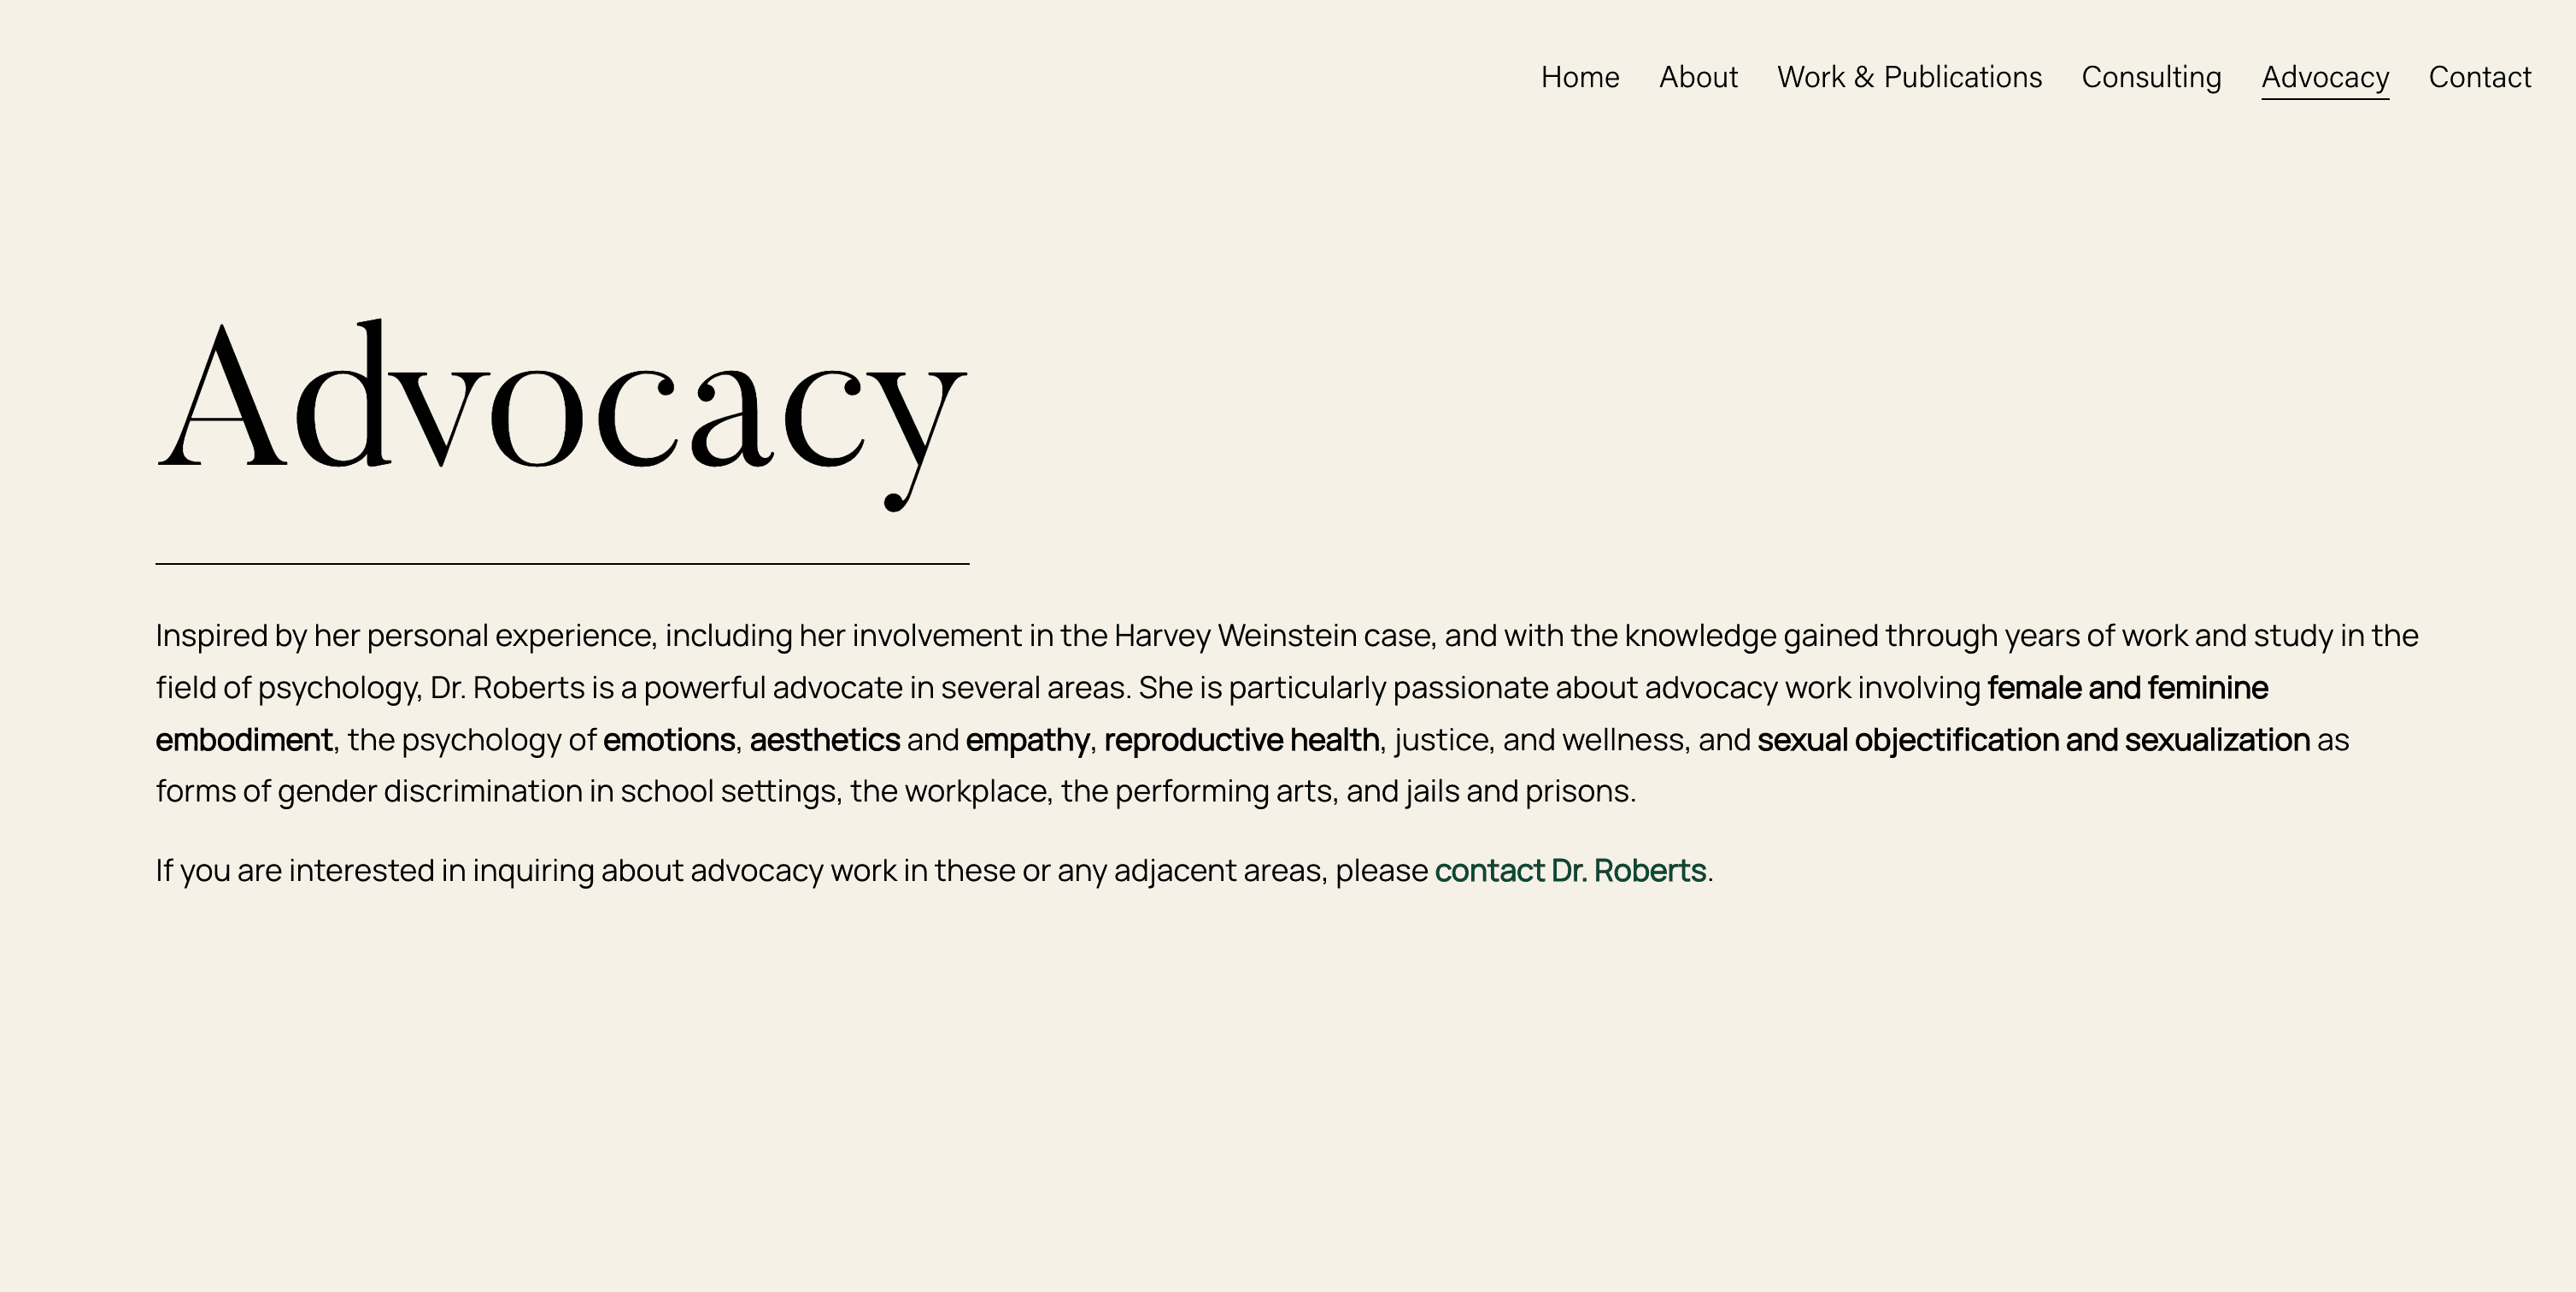 Home About Work & Publications Consulting Advocacy Contact
Advocacy
Inspired by her personal experience, including her involvement in the Harvey Weinstein case, and with the knowledge gained through years of work and study in the
field of psychology, Dr. Roberts is a powerful advocate in several areas. She is particularly passionate about advocacy work involving female and feminine
embodiment, the psychology of emotions, aesthetics and empathy, reproductive health, justice, and wellness, and sexual objectification and sexualization as
forms of gender discrimination in school settings, the workplace, the performing arts, and jails and prisons.
If you are interested in inquiring about advocacy work in these or any adjacent areas, please contact Dr. Roberts.